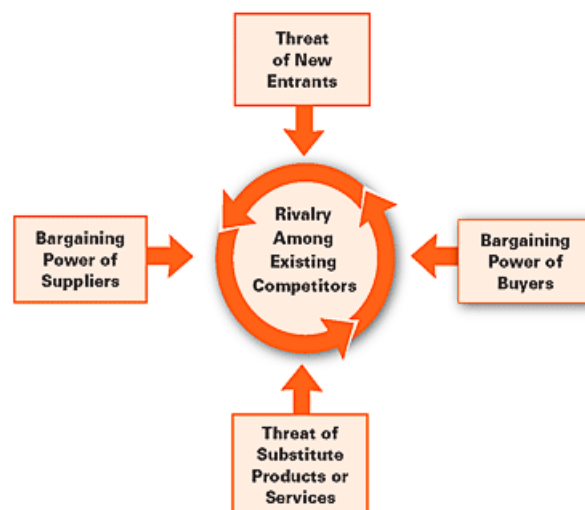 Threat
of New
Entrants
Rivalry
Among
Existing
Competitors
Bargaining
Power of
Suppliers
Bargaining
Power of
Buyers
Threat of
Substitute
Products or
Services